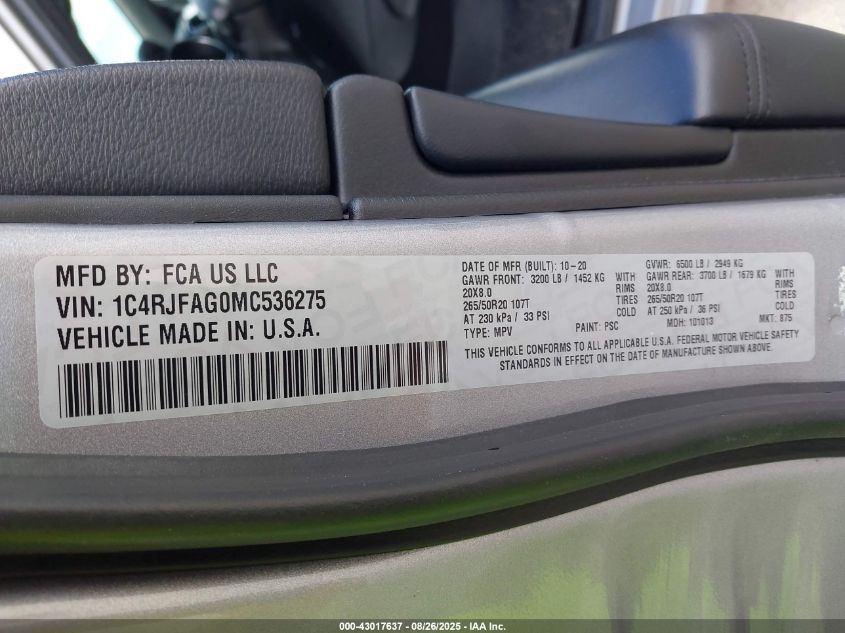 MFD BY: FCA US LLC
VIN: 1C4RJFAG0MC536275
VEHICLE MADE IN: U.S.A.
DATE OF MFR (BUILT): 10-20 GVWR: 6500 LB / 2949 KG
GAWR FRONT: 3200 LB / 1452 KG WITH GAWR REAR: 3700 LB / 1679 KG WITH
20X8.0 RIMS 20X8.0 RIMS
265/50R20 107T TIRES 265/50R20 107T TIRES
AT 230 kPa / 33 PSI COLD AT 250 kPa / 36 PSI COLD
TYPE: MPV PAINT: PSC MDH: 101013 MKT: 875
THIS VEHICLE CONFORMS TO ALL APPLICABLE U.S.A. FEDERAL MOTOR VEHICLE SAFETY
STANDARDS IN EFFECT ON THE DATE OF MANUFACTURE SHOWN ABOVE.
000-43017637 - 08/26/2025 - IAA Inc.